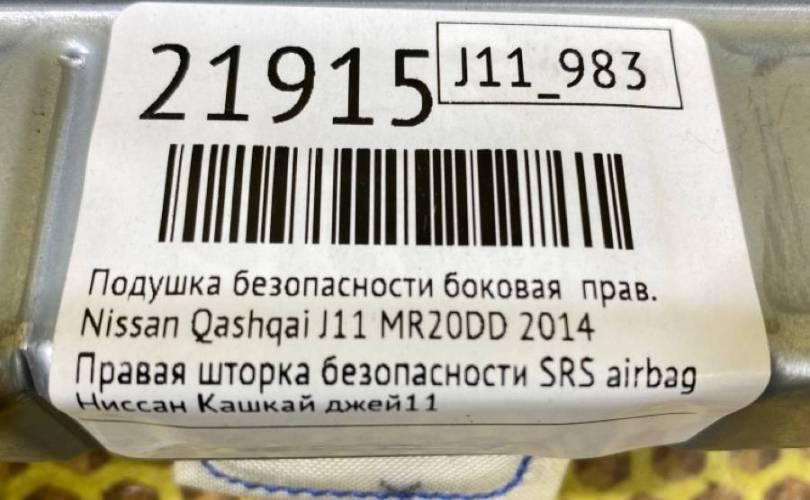 21915 J11_983
Подушка безопасности боковая прав.
Nissan Qashqai J11 MR20DD 2014
Правая шторка безопасности SRS airbag
Ниссан Кашкай джей11